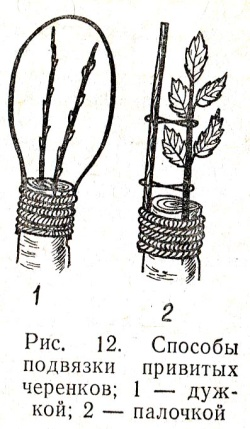 1 2
Рис. 12. Способы
подвязки привитых
черенков; 1 — дуж-
кой; 2 — палочкой